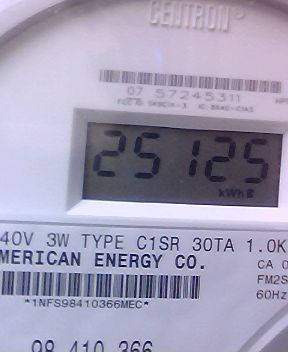 CENTRON®
07 57245311
25125
kWh
40V 3W TYPE C1SR 30TA 1.0K
MERICAN ENERGY CO.
CA 0
FM2S
60Hz
*1NFS98410366MEC*
98 410 366